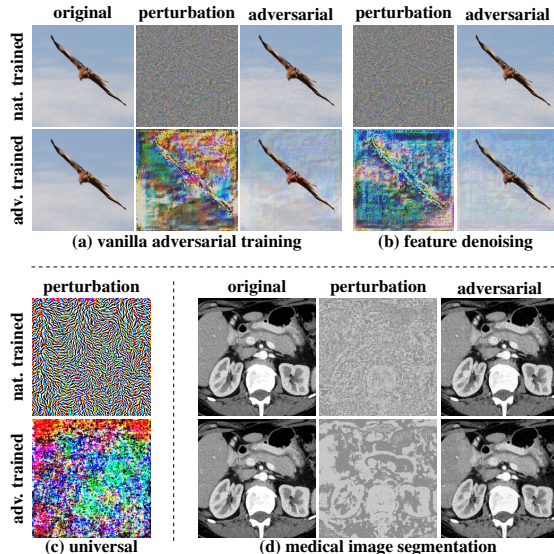 original perturbation adversarial perturbation adversarial
nat. trained
adv. trained
(a) vanilla adversarial training (b) feature denoising
perturbation original perturbation adversarial
nat. trained
adv. trained
(c) universal (d) medical image segmentation